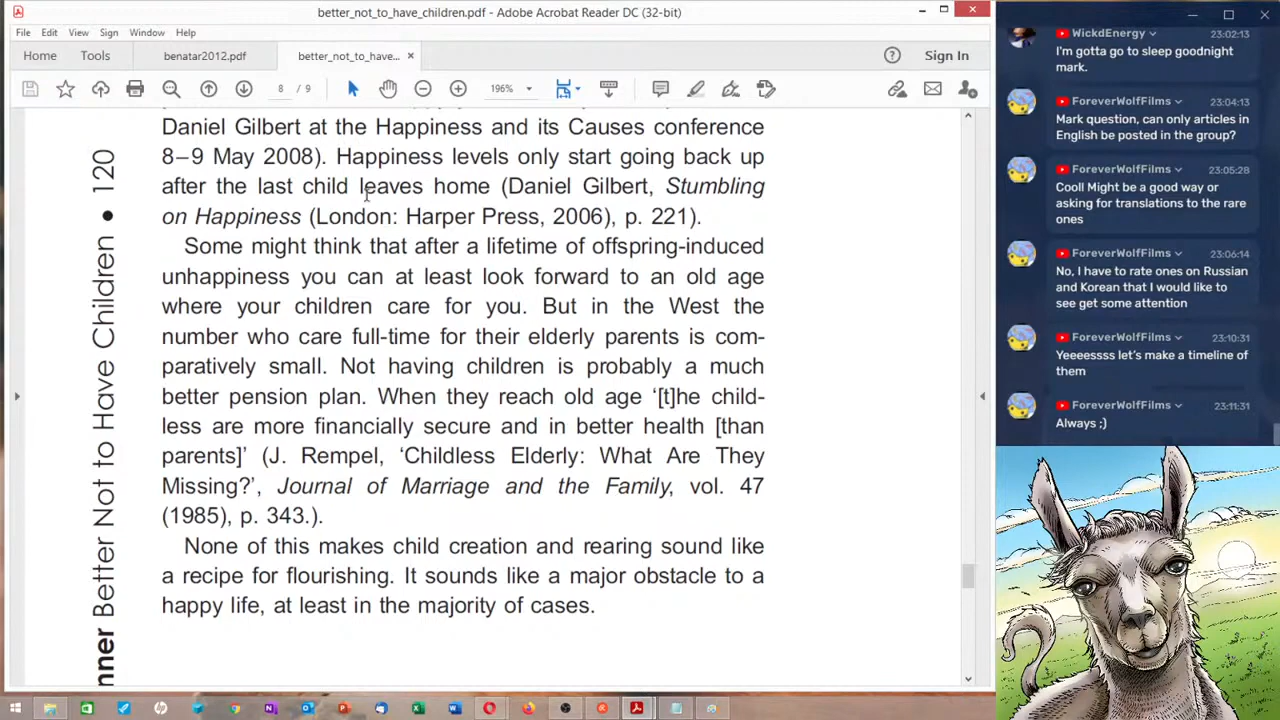 better_not_to_have_children.pdf - Adobe Acrobat Reader DC (32-bit)
File Edit View Sign Window Help
Home Tools benatar2012.pdf better_not_to_have... × Sign In
8 / 9 196%
Daniel Gilbert at the Happiness and its Causes conference
8–9 May 2008). Happiness levels only start going back up
after the last child leaves home (Daniel Gilbert, Stumbling
on Happiness (London: Harper Press, 2006), p. 221).
Some might think that after a lifetime of offspring-induced
unhappiness you can at least look forward to an old age
where your children care for you. But in the West the
number who care full-time for their elderly parents is com-
paratively small. Not having children is probably a much
better pension plan. When they reach old age ‘[t]he child-
less are more financially secure and in better health [than
parents]’ (J. Rempel, ‘Childless Elderly: What Are They
Missing?’, Journal of Marriage and the Family, vol. 47
(1985), p. 343.).
None of this makes child creation and rearing sound like
a recipe for flourishing. It sounds like a major obstacle to a
happy life, at least in the majority of cases.
nner Better Not to Have Children • 120
WickdEnergy 23:02:13
I'm gotta go to sleep goodnight
mark.
ForeverWolfFilms 23:04:13
Mark question, can only articles in
English be posted in the group?
ForeverWolfFilms 23:05:28
Cooll Might be a good way or
asking for translations to the rare
ones
ForeverWolfFilms 23:06:14
No, I have to rate ones on Russian
and Korean that I would like to
see get some attention
ForeverWolfFilms 23:10:31
Yeeeessss let's make a timeline of
them
ForeverWolfFilms 23:11:31
Always ;)